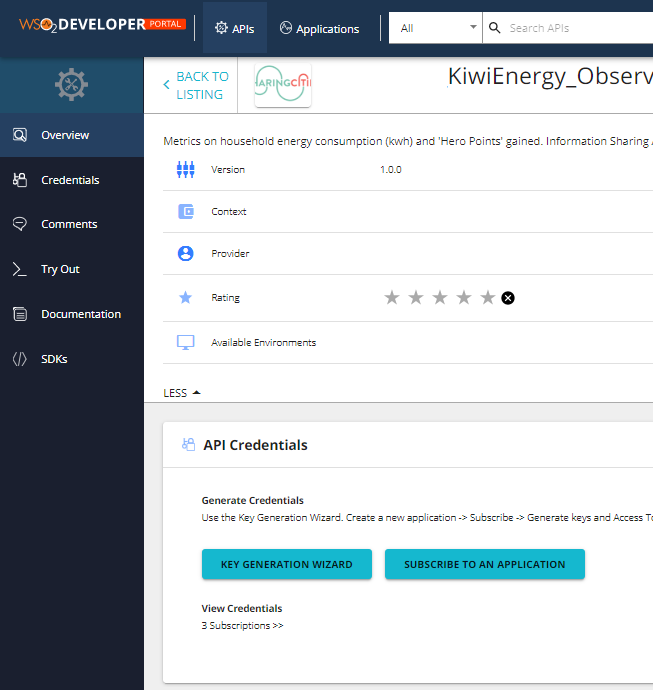 WSO2 DEVELOPER PORTAL
APIs
Applications
All
Search APIs
BACK TO
LISTING
HARINGCITI
KiwiEnergy_Observ
Overview
Credentials
Comments
Try Out
Documentation
SDKs
Metrics on household energy consumption (kwh) and 'Hero Points' gained. Information Sharing
Version 1.0.0
Context
Provider
Rating
Available Environments
LESS
API Credentials
Generate Credentials
Use the Key Generation Wizard. Create a new application -> Subscribe -> Generate keys and Access To
KEY GENERATION WIZARD
SUBSCRIBE TO AN APPLICATION
View Credentials
3 Subscriptions >>